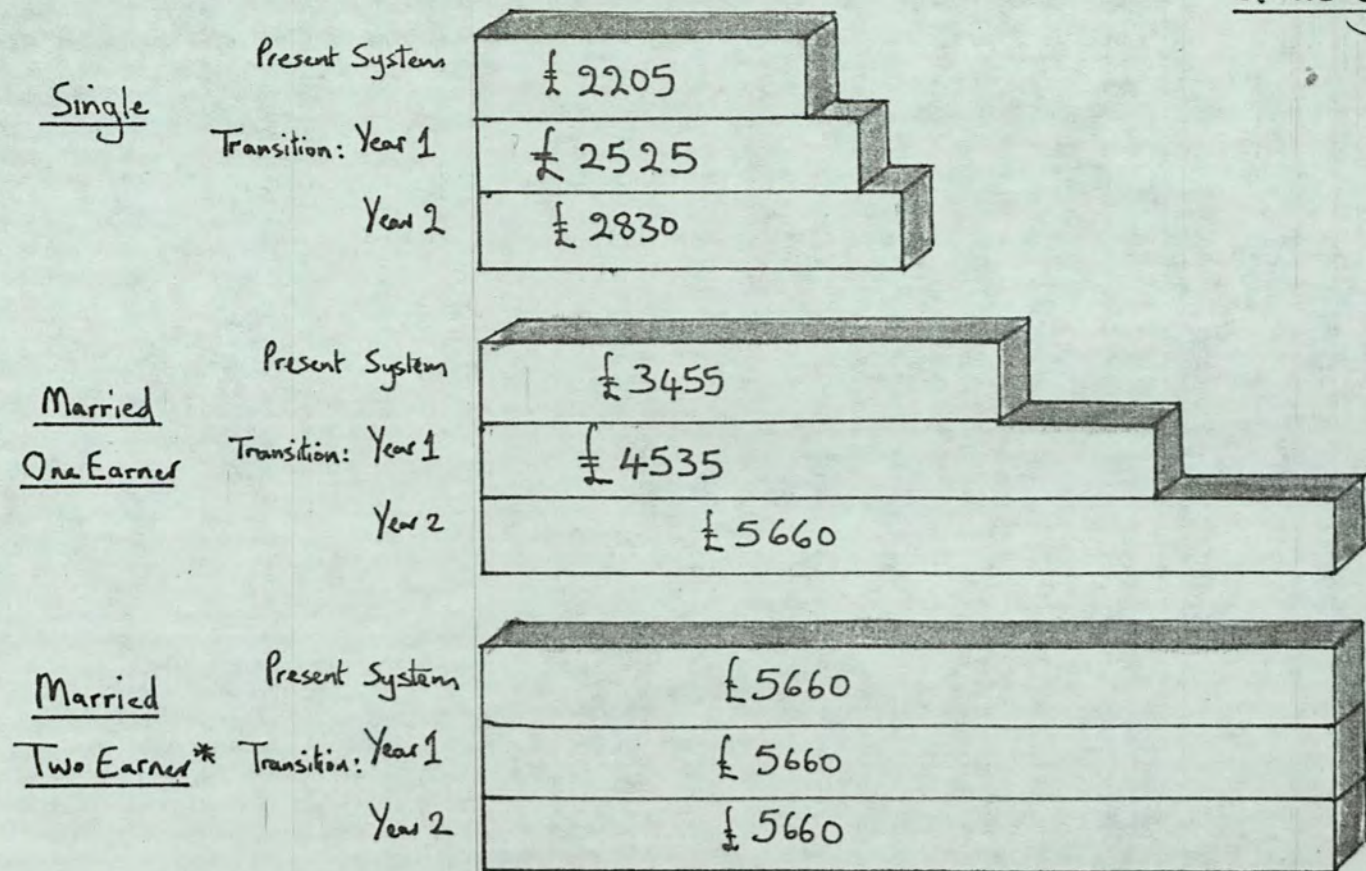 Single
Present System £ 2205
Transition: Year 1 £ 2525
Year 2 £ 2830
Married
One Earner
Present System £ 3455
Transition: Year 1 £ 4535
Year 2 £ 5660
Married
Two Earner*
Present System £ 5660
Transition: Year 1 £ 5660
Year 2 £ 5660